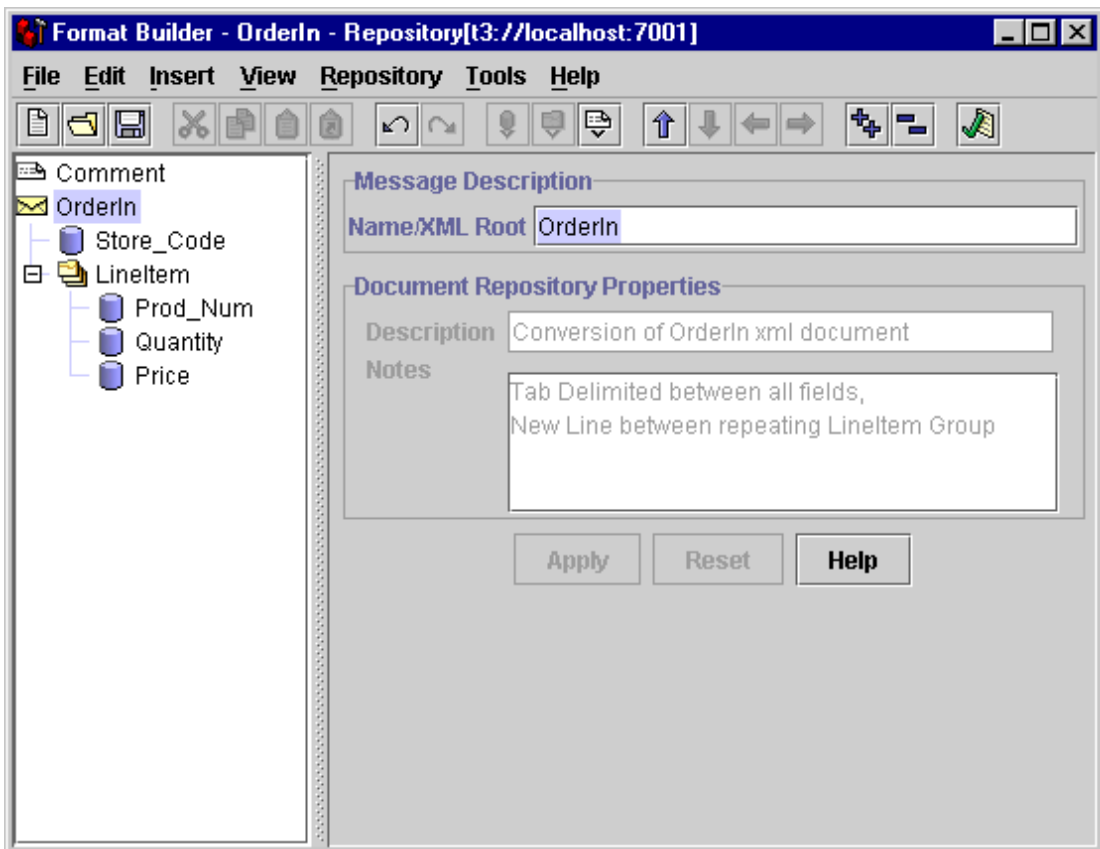 Format Builder - OrderIn - Repository[t3://localhost:7001]
File Edit Insert View Repository Tools Help
Comment
OrderIn
Store_Code
LineItem
Prod_Num
Quantity
Price
Message Description
Name/XML Root OrderIn
Document Repository Properties
Description Conversion of OrderIn xml document
Notes
Tab Delimited between all fields,
New Line between repeating LineItem Group
Apply Reset Help